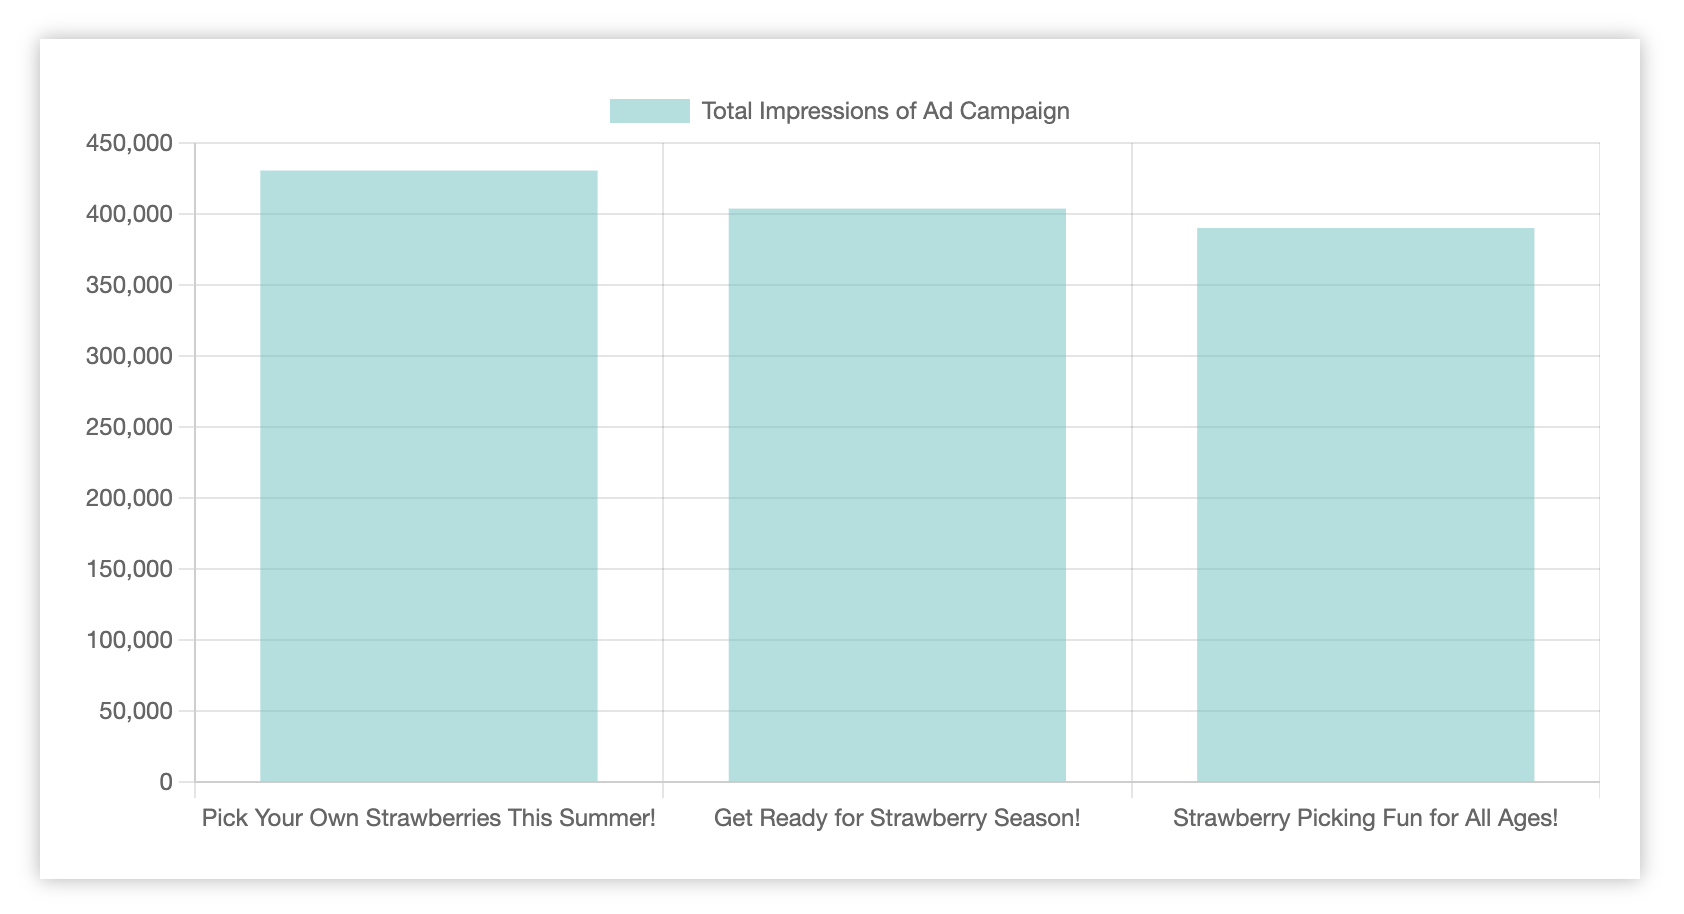 Total Impressions of Ad Campaign
450,000
400,000
350,000
300,000
250,000
200,000
150,000
100,000
50,000
0
Pick Your Own Strawberries This Summer!
Get Ready for Strawberry Season!
Strawberry Picking Fun for All Ages!